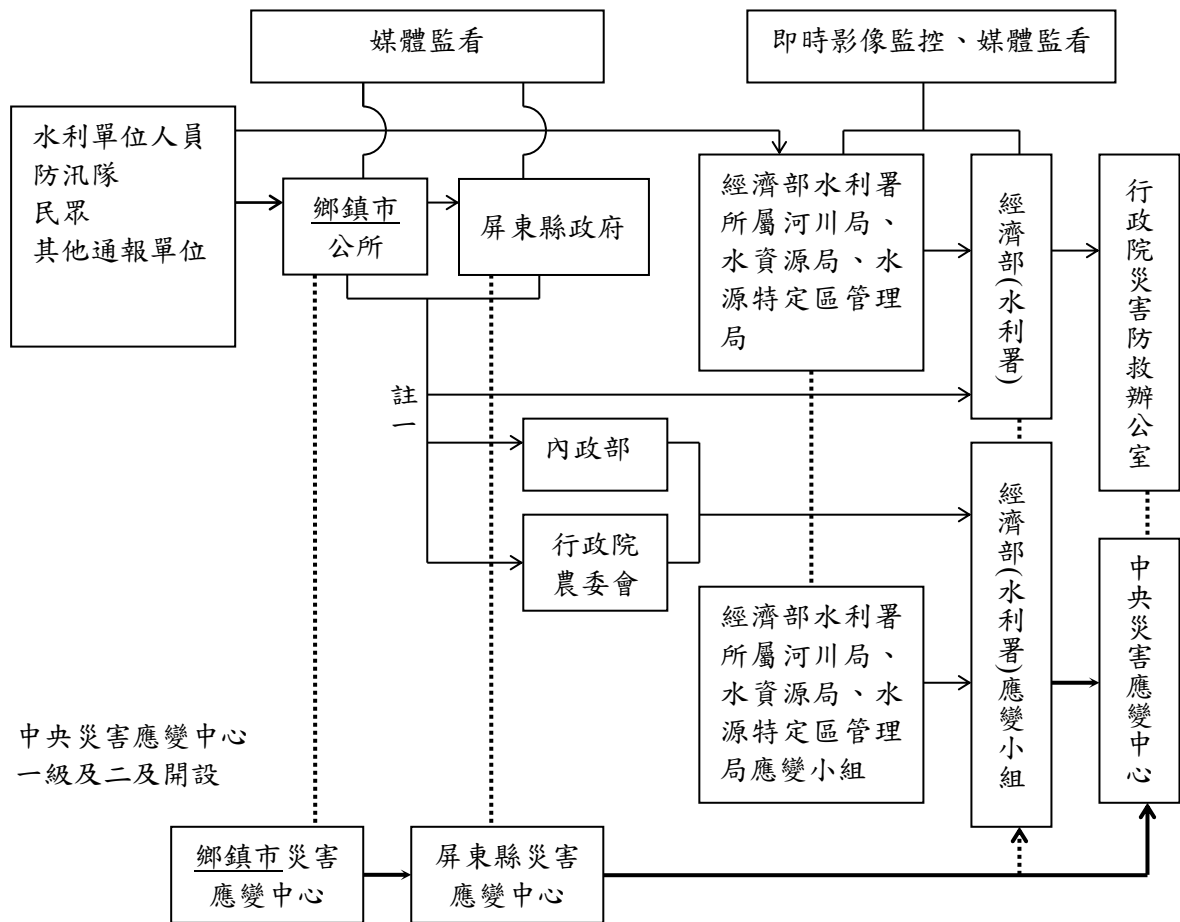 媒體監看
即時影像監控、媒體監看
水利單位人員
防汛隊
民眾
其他通報單位
鄉鎮市
公所
屏東縣政府
經濟部水利署
所屬河川局、
水資源局、水
源特定區管理
局
經濟部(水利署)
行政院災害防救辦公室
註一
內政部
行政院
農委會
經濟部水利署
所屬河川局、
水資源局、水
源特定區管理
局應變小組
經濟部(水利署)應變小組
中央災害應變中心
中央災害應變中心
一級及二及開設
鄉鎮市災害
應變中心
屏東縣災害
應變中心